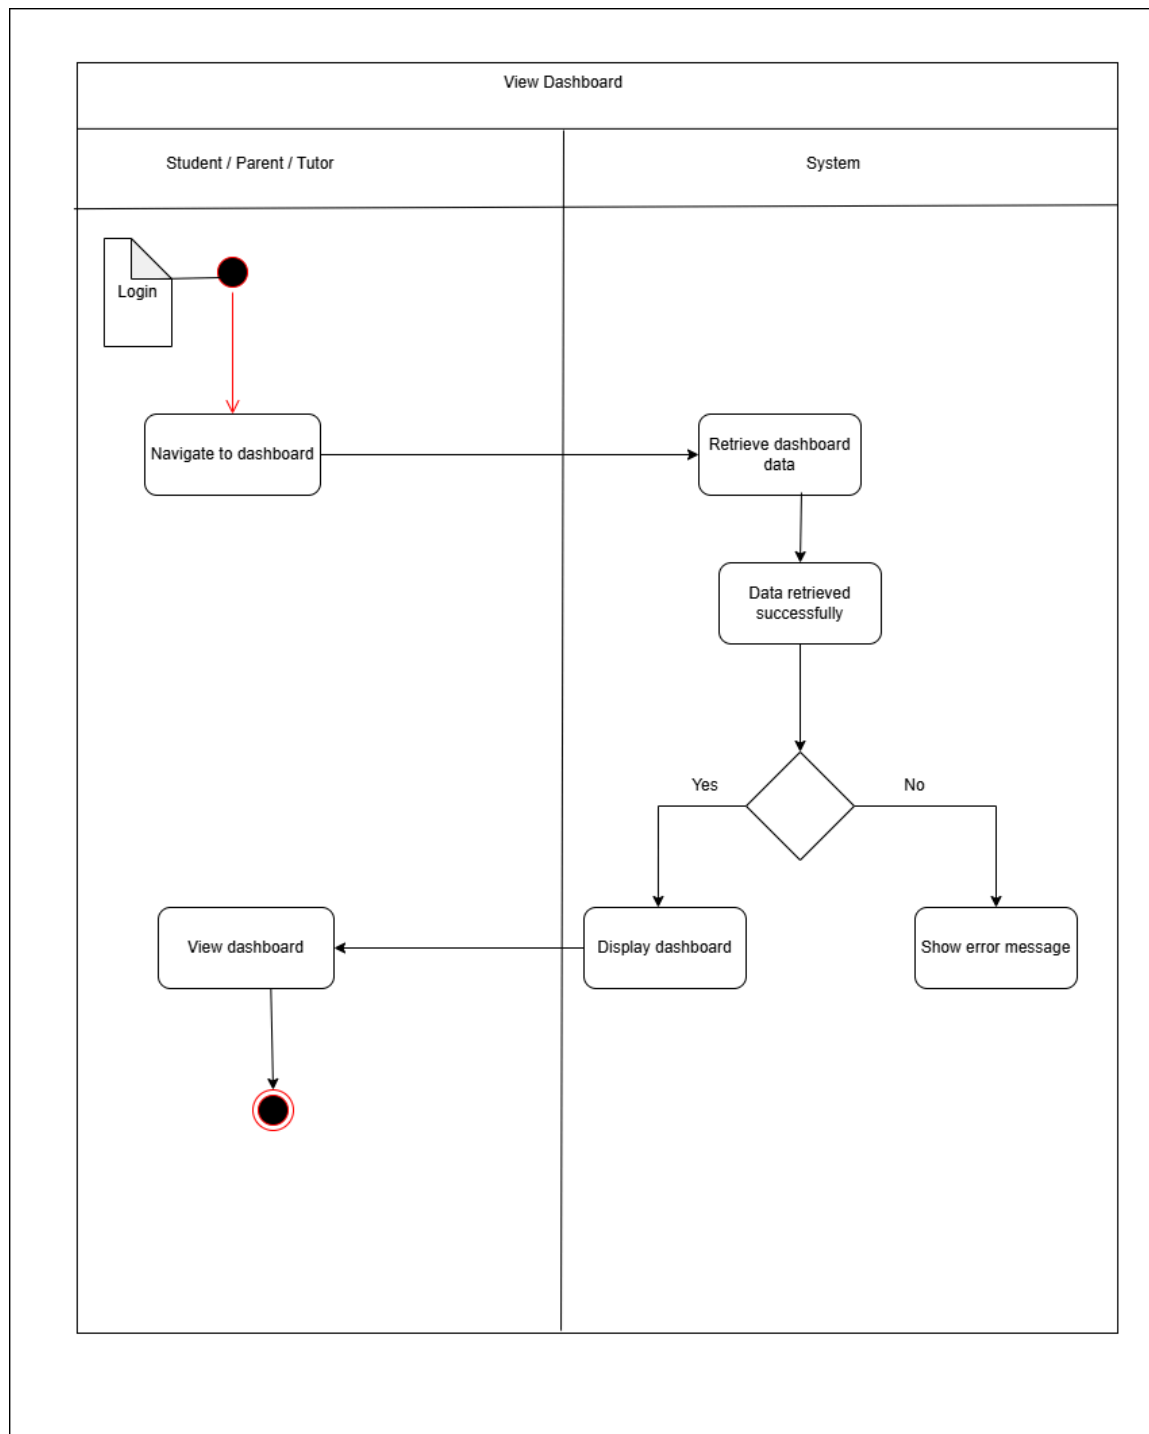 View Dashboard
Student / Parent / Tutor
System
Login
Navigate to dashboard
Retrieve dashboard
data
Data retrieved
successfully
Yes
No
View dashboard
Display dashboard
Show error message